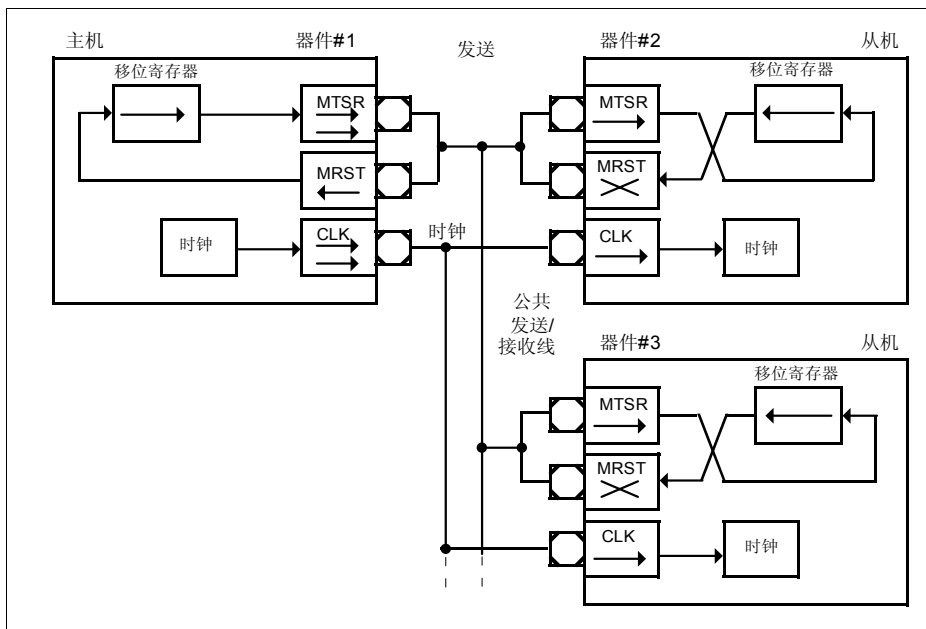 主机
器件#1
发送
器件#2
从机
移位寄存器
MTSR
MTSR
移位寄存器
MRST
MRST
时钟
CLK
时钟
CLK
时钟
公共
发送/
接收线
器件#3
从机
移位寄存器
MTSR
MRST
CLK
时钟